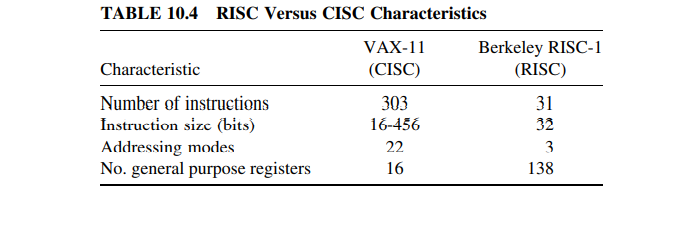 TABLE 10.4 RISC Versus CISC Characteristics
VAX-11 Berkeley RISC-1
Characteristic (CISC) (RISC)
Number of instructions 303 31
Instruction size (bits) 16-456 32
Addressing modes 22 3
No. general purpose registers 16 138